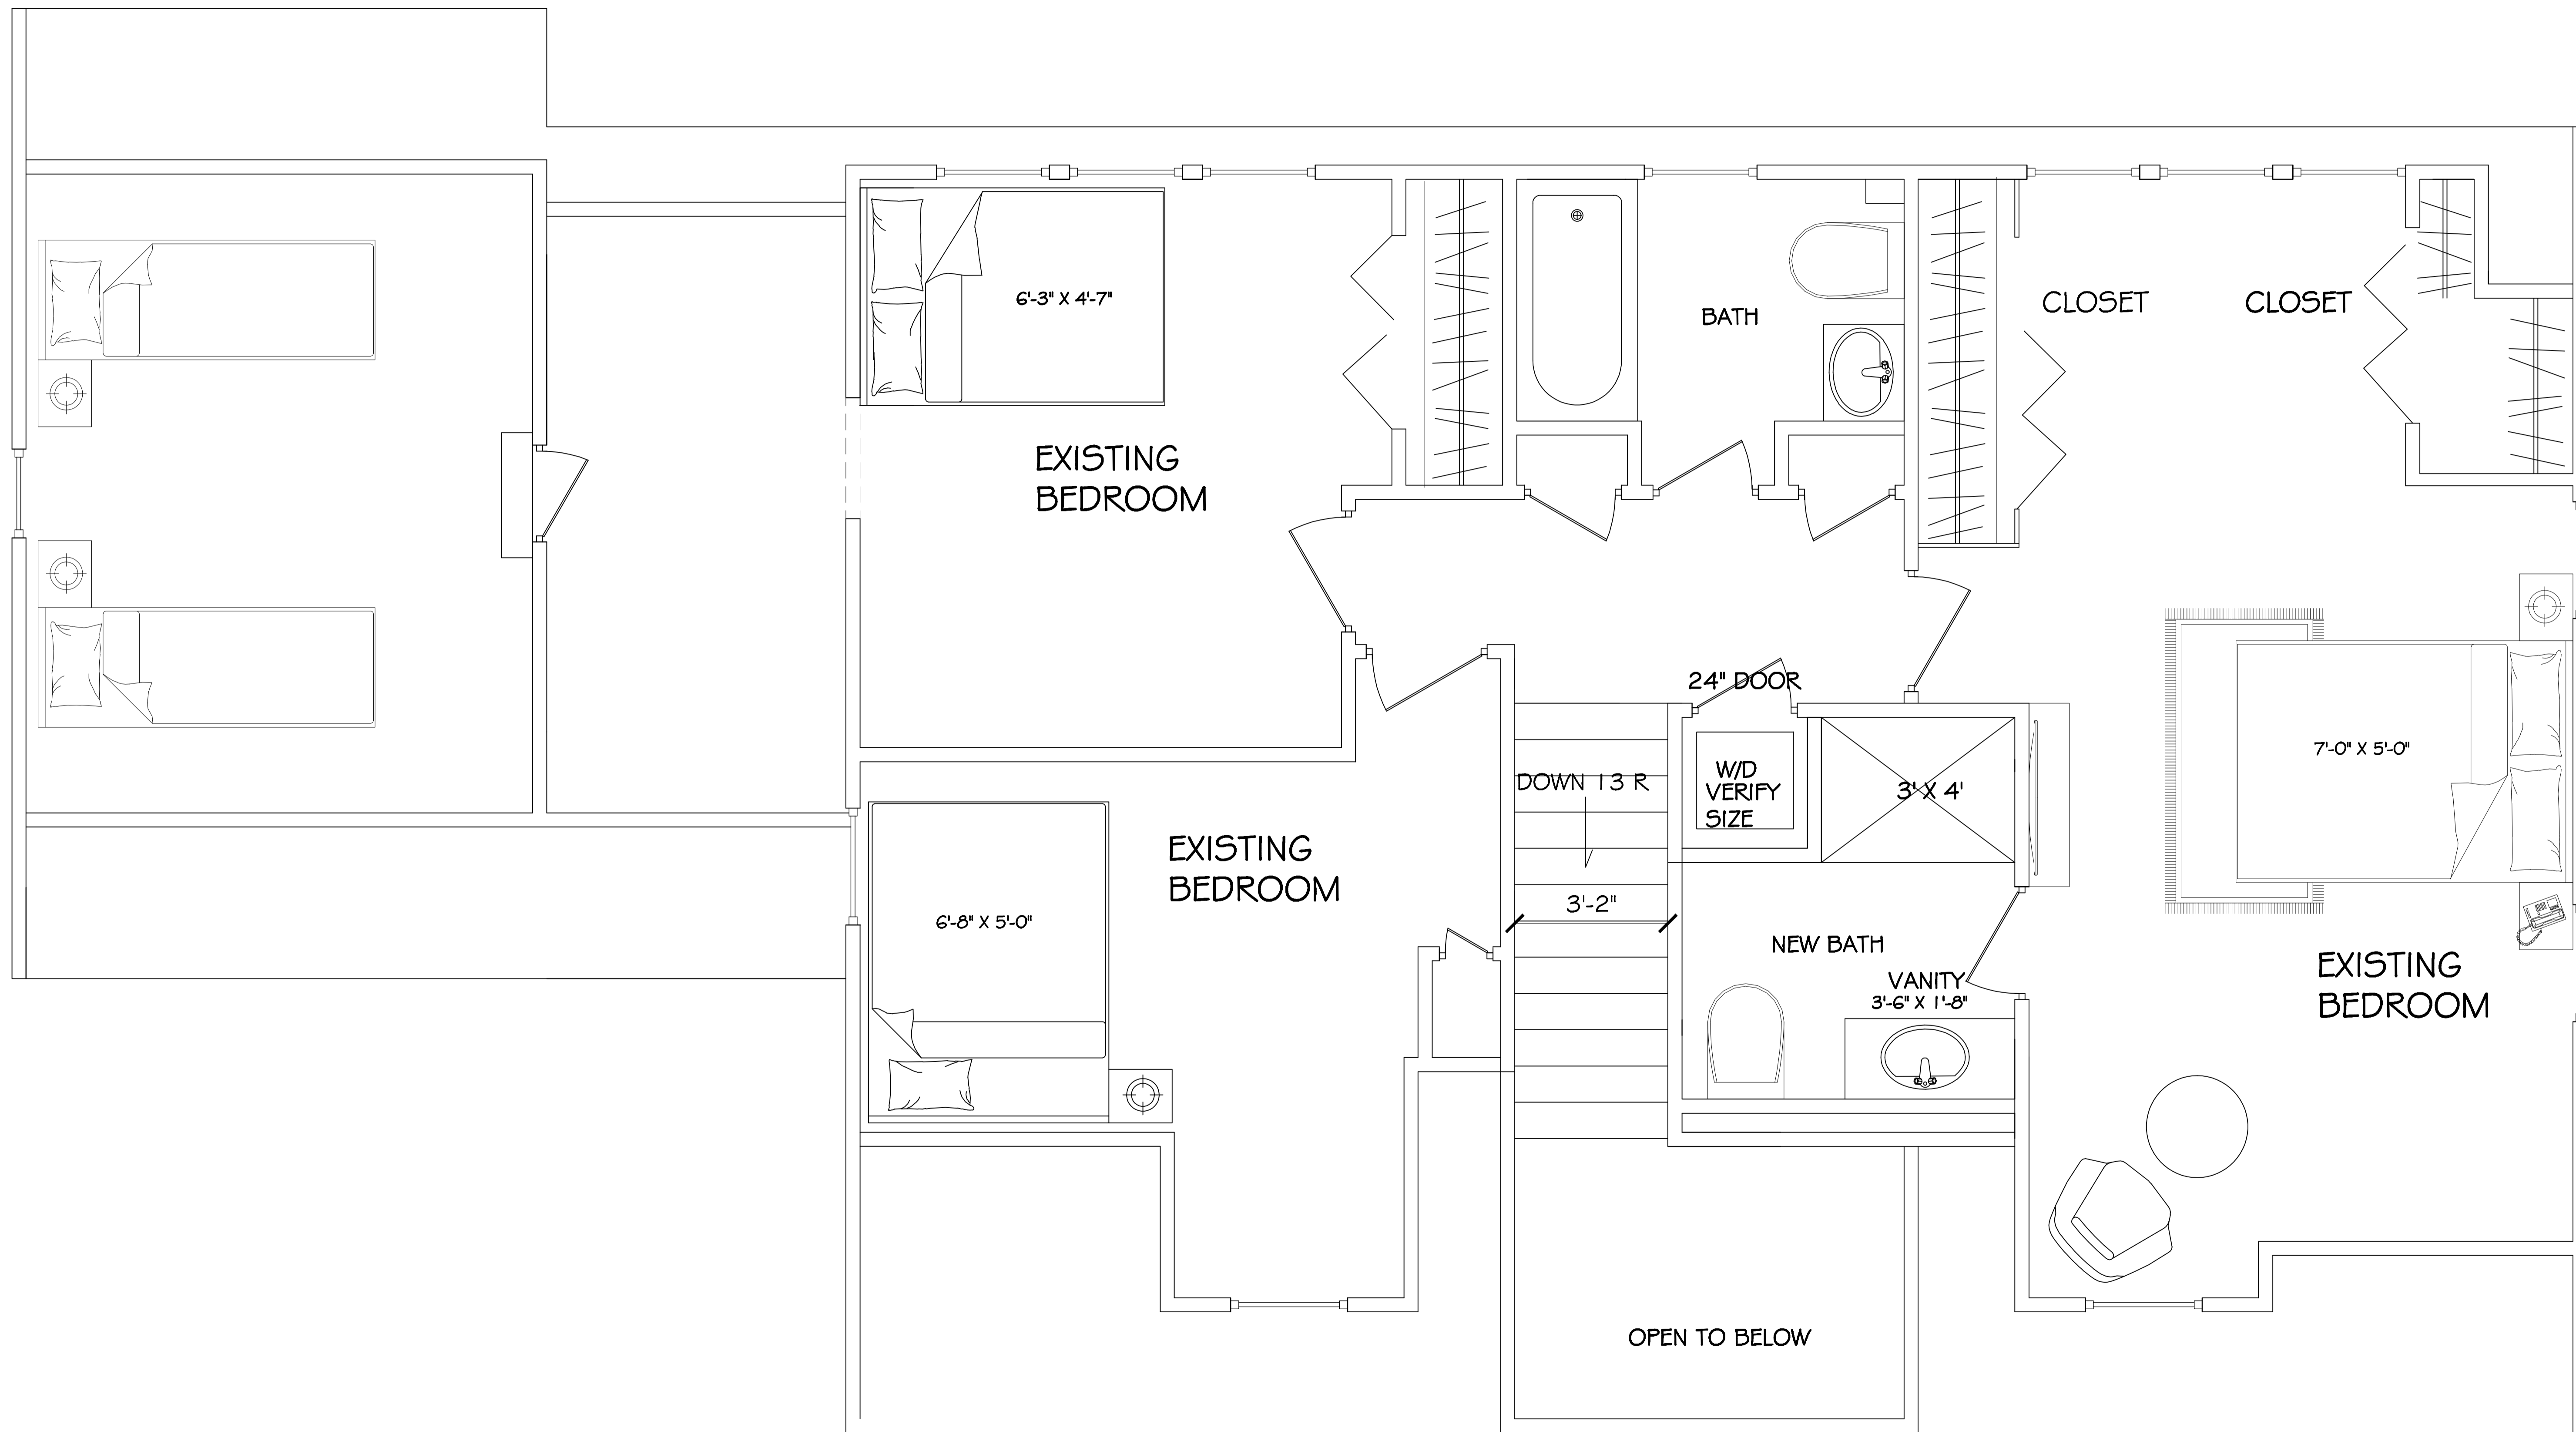 6'-3" X 4'-7"
EXISTING
BEDROOM
BATH
CLOSET
CLOSET
24" DOOR
W/D
VERIFY
SIZE
DOWN 13 R
3' X 4'
7'-0" X 5'-0"
EXISTING
BEDROOM
6'-8" X 5'-0"
3'-2"
NEW BATH
VANITY
3'-6" X 1'-8"
EXISTING
BEDROOM
OPEN TO BELOW